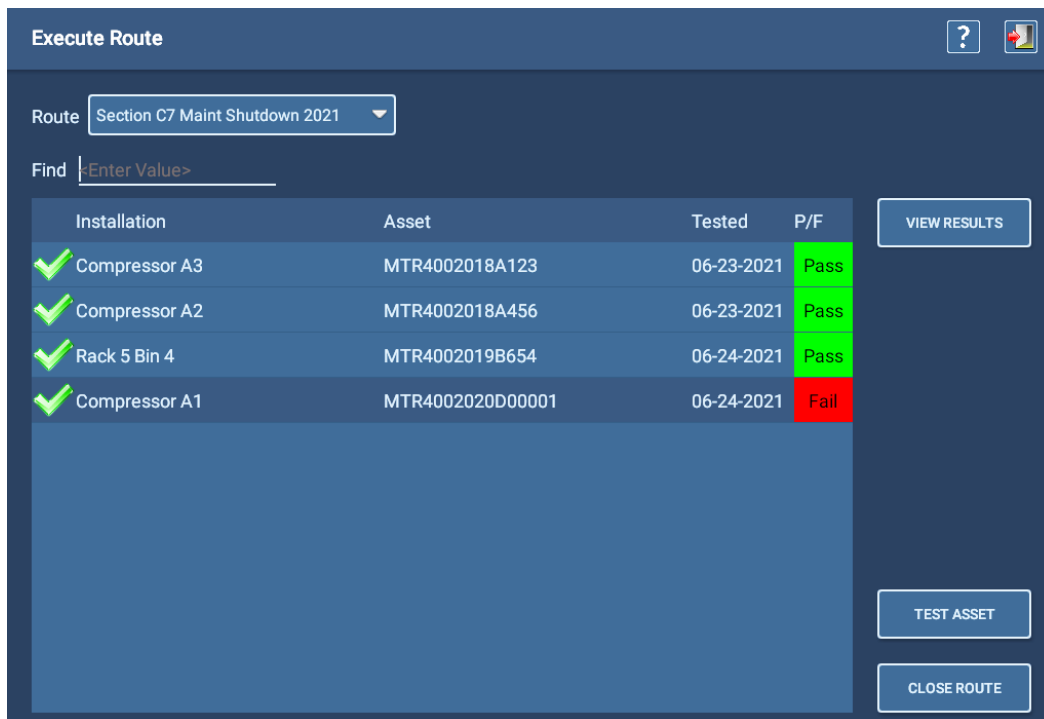 Execute Route
?
Route Section C7 Maint Shutdown 2021
Find <Enter Value>
Installation Asset Tested P/F
VIEW RESULTS
Compressor A3 MTR4002018A123 06-23-2021 Pass
Compressor A2 MTR4002018A456 06-23-2021 Pass
Rack 5 Bin 4 MTR4002019B654 06-24-2021 Pass
Compressor A1 MTR4002020D00001 06-24-2021 Fail
TEST ASSET
CLOSE ROUTE